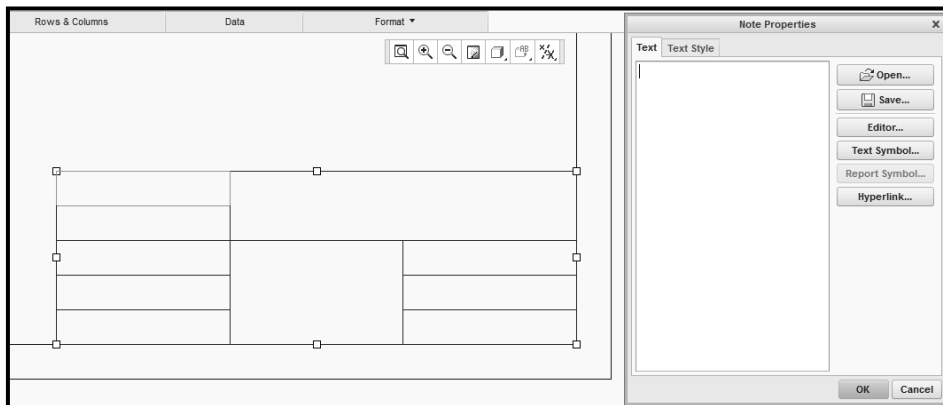 Rows & Columns Data Format
Note Properties
Text Text Style
Open...
Save...
Editor...
Text Symbol...
Report Symbol...
Hyperlink...
OK Cancel